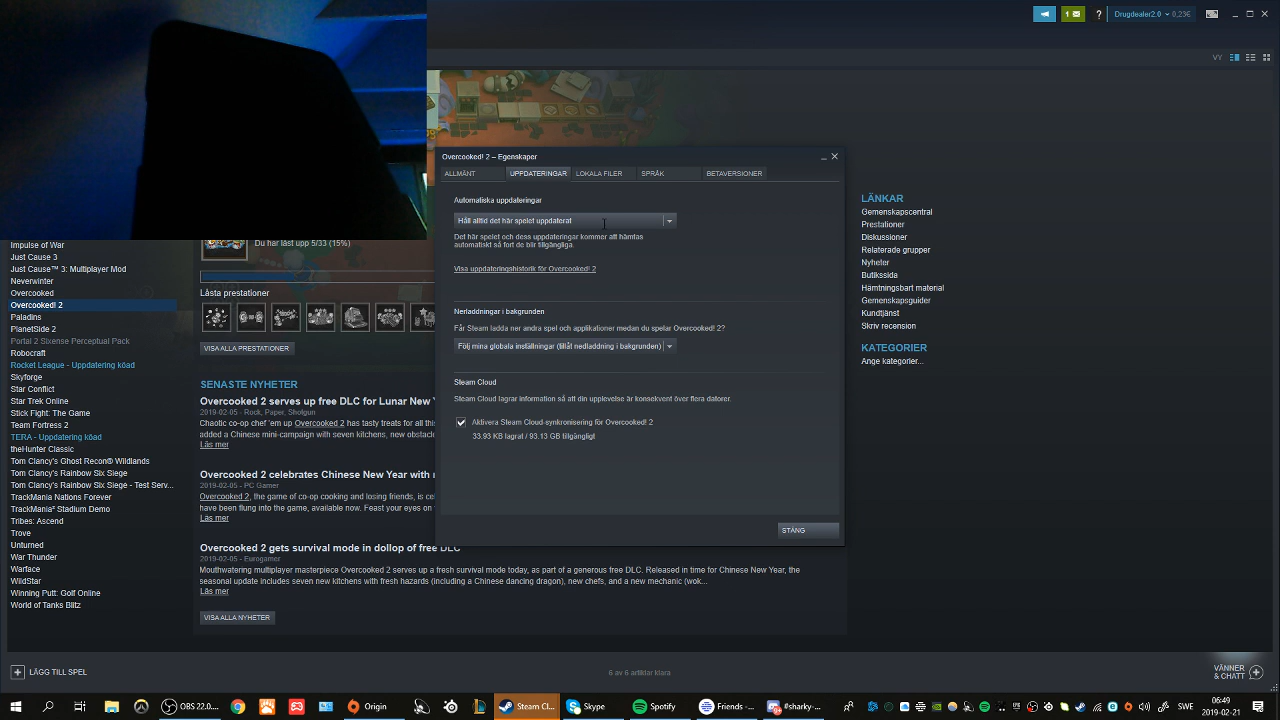 1
?
Drugdealer2.0
0,23€
VY
Overcooked! 2 – Egenskaper
ALLMÄNT
UPPDATERINGAR
LOKALA FILER
SPRÅK
BETAVERSIONER
Automatiska uppdateringar
Håll alltid det här spelet uppdaterat
Det här spelet och dess uppdateringar kommer att hämtas
automatiskt så fort de blir tillgängliga.
Visa uppdateringshistorik för Overcooked! 2
Nerladdningar i bakgrunden
Får Steam ladda ner andra spel och applikationer medan du spelar Overcooked! 2?
Följ mina globala inställningar (tillåt nedladdning i bakgrunden)
Steam Cloud
Steam Cloud lagrar information så att din upplevelse är konsekvent över flera datorer.
Aktivera Steam Cloud-synkronisering för Overcooked! 2
33.93 KB lagrat / 93.13 GB tillgängligt
STÄNG
LÄNKAR
Gemenskapscentral
Prestationer
Diskussioner
Relaterade grupper
Nyheter
Butikssida
Hämtningsbart material
Gemenskapsguider
Kundtjänst
Skriv recension
KATEGORIER
Ange kategorier...
Impulse of War
Just Cause 3
Just Cause™ 3: Multiplayer Mod
Neverwinter
Overcooked
Overcooked! 2
Paladins
PlanetSide 2
Portal 2 Sixense Perceptual Pack
Robocraft
Rocket League - Uppdatering köad
Skyforge
Star Conflict
Star Trek Online
Stick Fight: The Game
Team Fortress 2
TERA - Uppdatering köad
theHunter Classic
Tom Clancy's Ghost Recon® Wildlands
Tom Clancy's Rainbow Six Siege
Tom Clancy's Rainbow Six Siege - Test Serv...
TrackMania Nations Forever
TrackMania² Stadium Demo
Tribes: Ascend
Trove
Unturned
War Thunder
Warface
WildStar
Winning Putt: Golf Online
World of Tanks Blitz
Du har låst upp 5/33 (15%)
Låsta prestationer
VISA ALLA PRESTATIONER
SENASTE NYHETER
Overcooked 2 serves up free DLC for Lunar New Y
2019-02-05 - Rock, Paper, Shotgun
Chaotic co-op chef 'em up Overcooked 2 has tasty treats for all this
added a Chinese mini-campaign with seven kitchens, new obstacl
Läs mer
Overcooked 2 celebrates Chinese New Year with n
2019-02-05 - PC Gamer
Overcooked 2, the game of co-op cooking and losing friends, is cel
have been flung into the game, available now. Feast your eyes on
Läs mer
Overcooked 2 gets survival mode in dollop of free DLC
2019-02-05 - Eurogamer
Mouthwatering multiplayer masterpiece Overcooked 2 serves up a fresh survival mode today, as part of a generous free DLC. Released in time for Chinese New Year, the
seasonal update includes seven new kitchens with fresh hazards (including a Chinese dancing dragon), new chefs, and a new mechanic (wok...
Läs mer
VISA ALLA NYHETER
LÄGG TILL SPEL
6 av 6 artiklar klara
VÄNNER
& CHATT
OBS 22.0....
Origin
Steam Cl...
Skype
Spotify
Friends -...
#sharky-...
SWE
06:49
2019-02-21